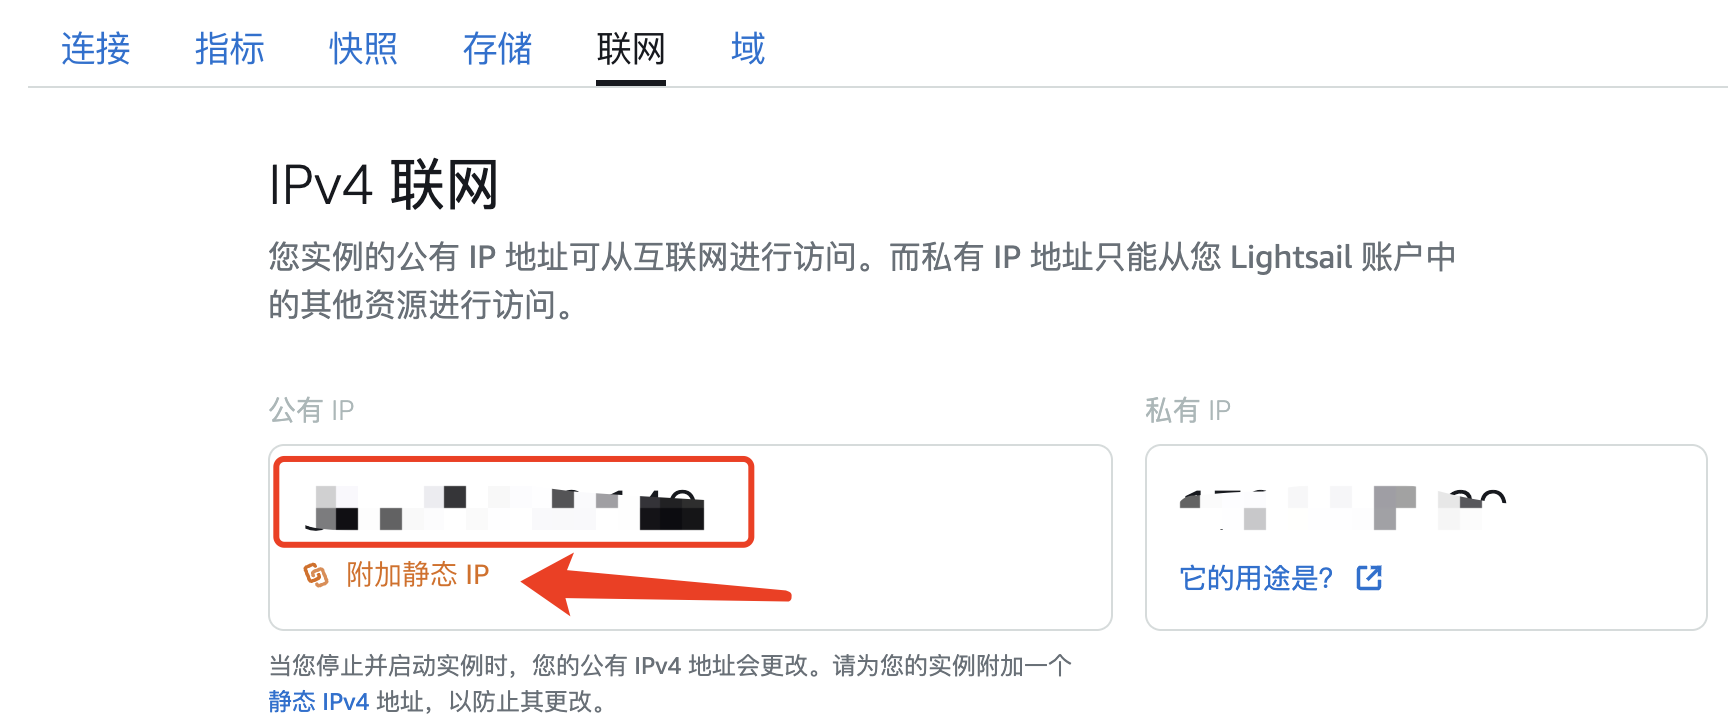 连接 指标 快照 存储 联网 域
IPv4 联网
您实例的公有 IP 地址可从互联网进行访问。而私有 IP 地址只能从您 Lightsail 账户中
的其他资源进行访问。
公有 IP
私有 IP
附加静态 IP
它的用途是?
当您停止并启动实例时，您的公有 IPv4 地址会更改。请为您的实例附加一个
静态 IPv4 地址，以防止其更改。